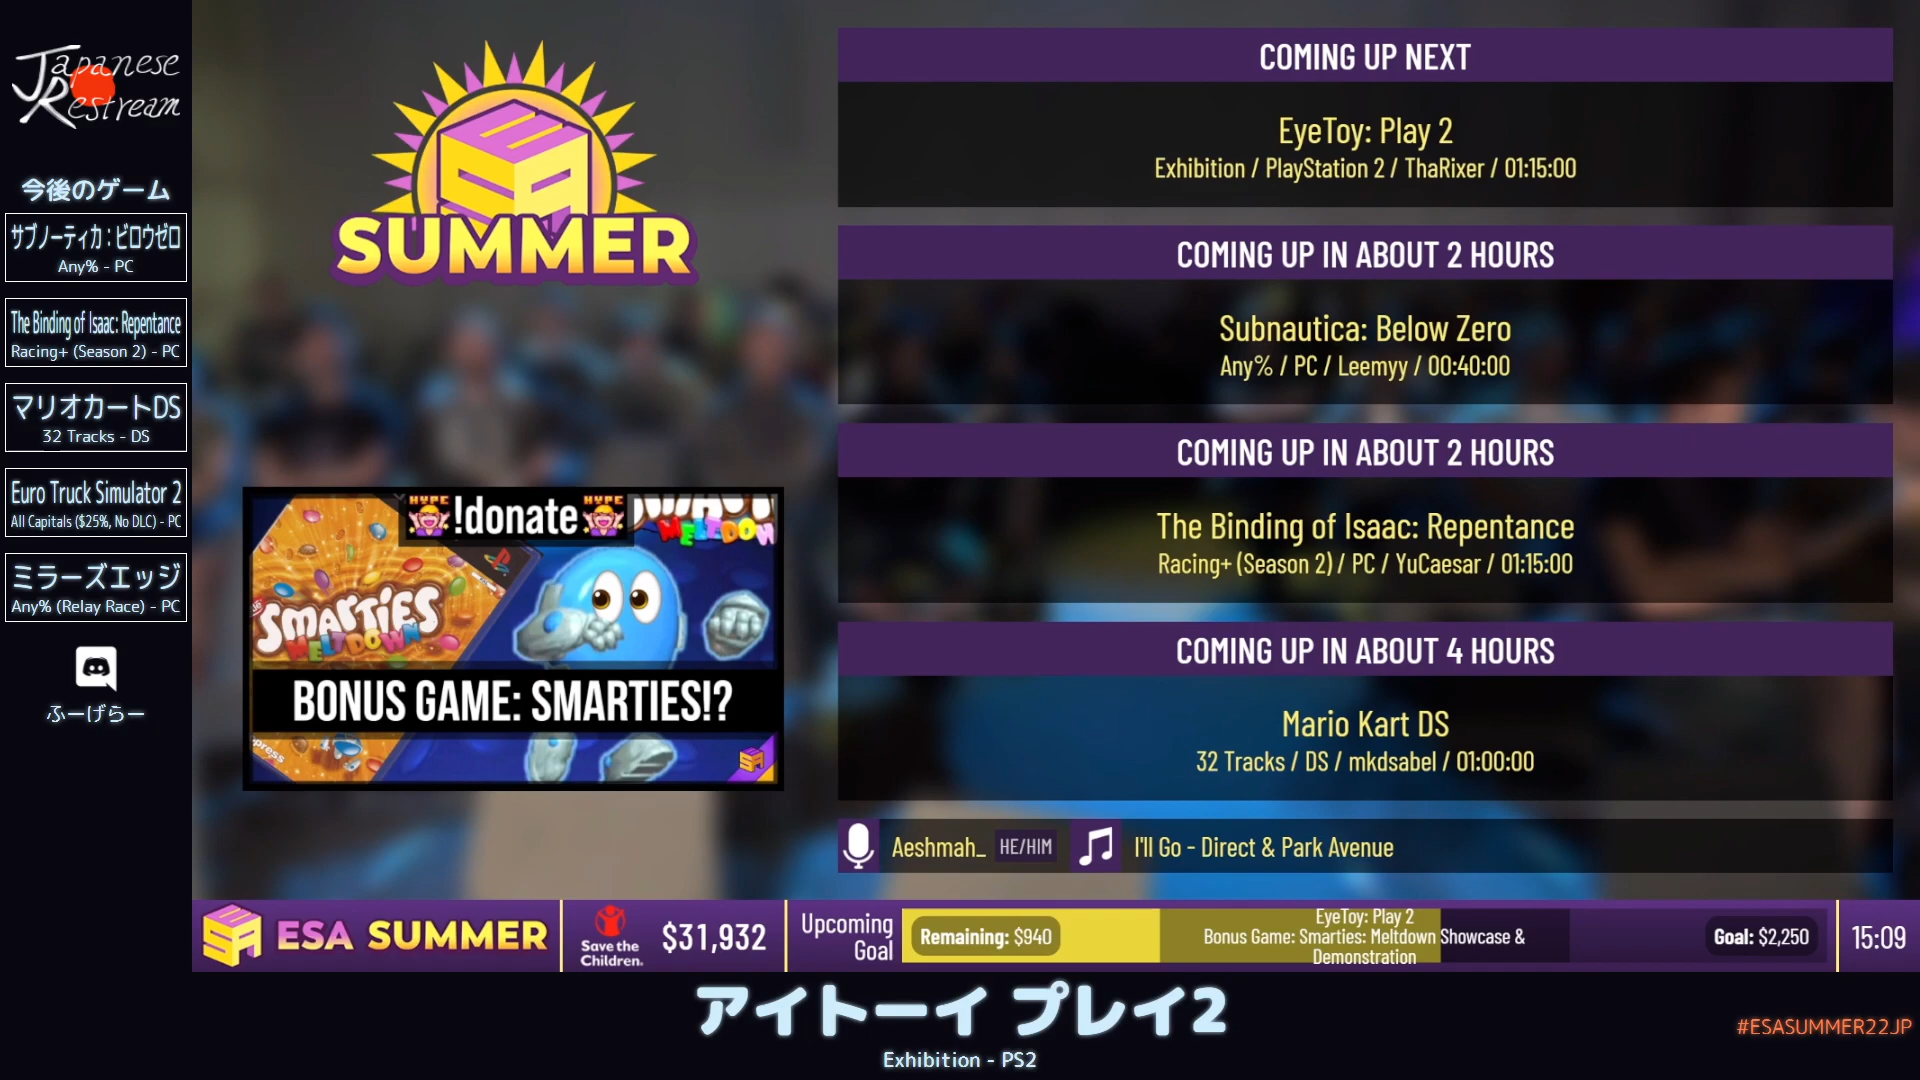 Japanese
Restream
今後のゲーム
サブノーティカ：ビロウゼロ
Any% - PC
The Binding of Isaac: Repentance
Racing+ (Season 2) - PC
マリオカートDS
32 Tracks - DS
Euro Truck Simulator 2
All Capitals ($25%, No DLC) - PC
ミラーズエッジ
Any% (Relay Race) - PC
ふーげらー
ESA
SUMMER
HYPE !donate HYPE
MELTDOWN
SMARTIES
MELTDOWN
BONUS GAME: SMARTIES!?
COMING UP NEXT
EyeToy: Play 2
Exhibition / PlayStation 2 / ThaRixer / 01:15:00
COMING UP IN ABOUT 2 HOURS
Subnautica: Below Zero
Any% / PC / Leemyy / 00:40:00
COMING UP IN ABOUT 2 HOURS
The Binding of Isaac: Repentance
Racing+ (Season 2) / PC / YuCaesar / 01:15:00
COMING UP IN ABOUT 4 HOURS
Mario Kart DS
32 Tracks / DS / mkdsabel / 01:00:00
Aeshmah_ HE/HIM I'll Go - Direct & Park Avenue
ESA SUMMER
Save the
Children.
$31,932
Upcoming
Goal
Remaining: $940
EyeToy: Play 2
Bonus Game: Smarties: Meltdown Showcase &
Demonstration
Goal: $2,250
15:09
アイトーイ プレイ2
Exhibition - PS2
#ESASUMMER22JP